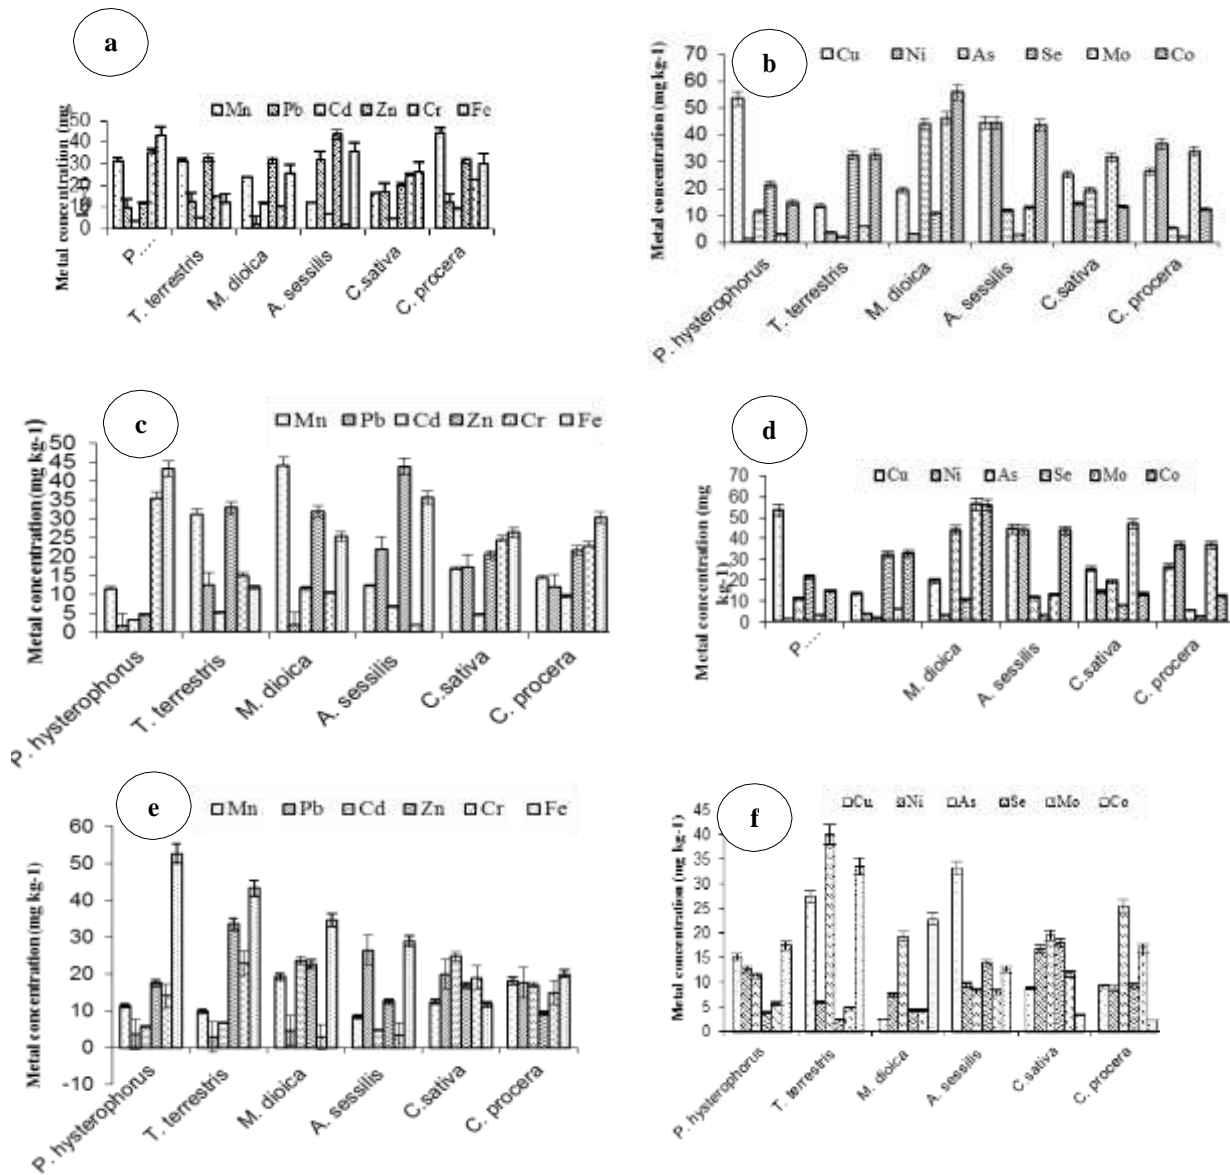 a
Mn Pb Cd Zn Cr Fe
Metal concentration (mg
50
40
30
20
10
0
P....
T. terrestris
M. dioica
A. sessilis
C.sativa
C. procera
b
Cu Ni As Se Mo Co
Metal concentration (mg kg-1)
70
60
50
40
30
20
10
0
P. hysterophorus
T. terrestris
M. dioica
A. sessilis
C.sativa
C. procera
c
Mn Pb Cd Zn Cr Fe
Metal concentration (mg kg-1)
50
45
40
35
30
25
20
15
10
5
0
P. hysterophorus
T. terrestris
M. dioica
A. sessilis
C.sativa
C. procera
d
Cu Ni As Se Mo Co
Metal concentration (mg
kg-1)
70
60
50
40
30
20
10
0
P....
M. dioica
A. sessilis
C.sativa
C. procera
e
Mn Pb Cd Zn Cr Fe
Metal concentration (mg kg-1)
60
50
40
30
20
10
0
-10
P. hysterophorus
T. terrestris
M. dioica
A. sessilis
C.sativa
C. procera
f
Cu Ni As Se Mo Co
Metal concentration (mg kg-1)
45
40
35
30
25
20
15
10
5
0
P. hysterophorus
T. terrestris
M. dioica
A. sessilis
C.sativa
C. procera